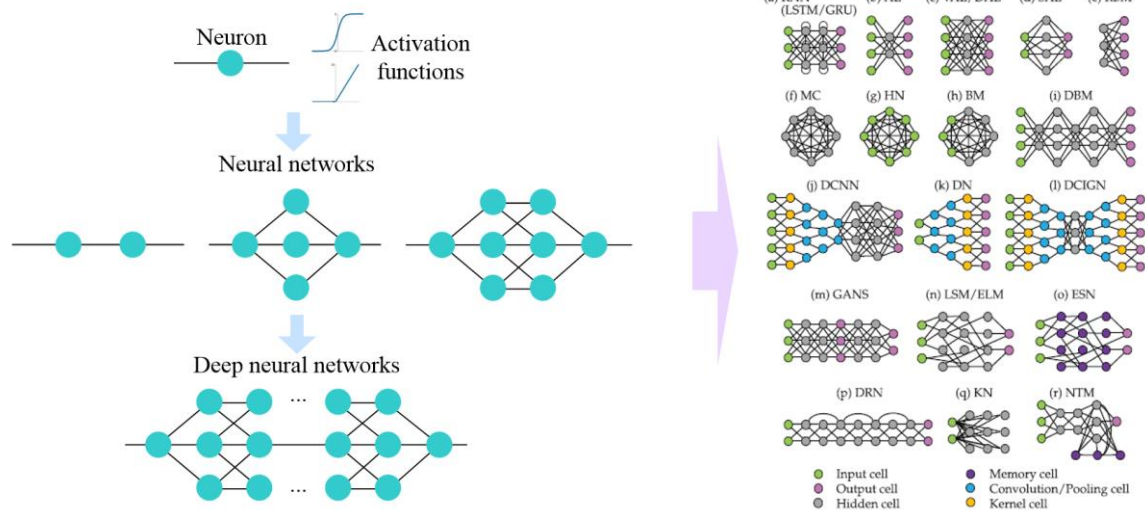 Neuron
Activation
functions
Neural networks
Deep neural networks
...
...
(LSTM/GRU)
(f) MC
(g) HN
(h) BM
(i) DBM
(j) DCNN
(k) DN
(l) DCIGN
(m) GANS
(n) LSM/ELM
(o) ESN
(p) DRN
(q) KN
(r) NTM
Input cell
Output cell
Hidden cell
Memory cell
Convolution/Pooling cell
Kernel cell